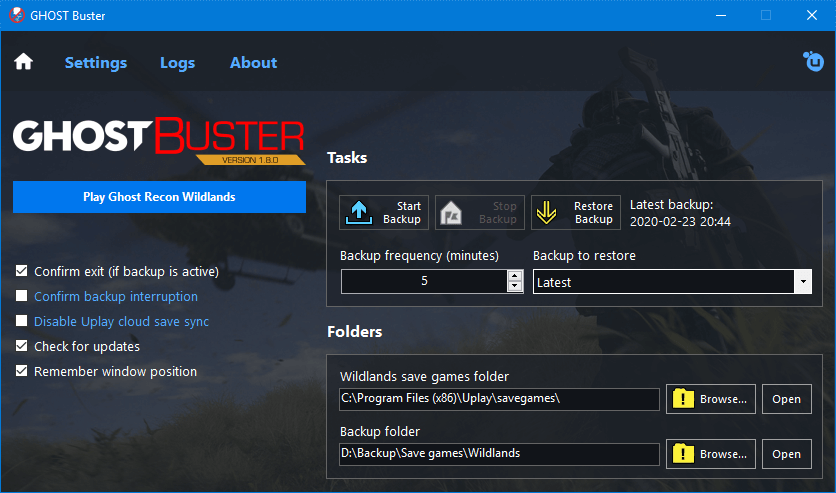 GHOST Buster
Settings
Logs
About
GHOSTBUSTER
VERSION 1.8.0
Play Ghost Recon Wildlands
Confirm exit (if backup is active)
Confirm backup interruption
Disable Uplay cloud save sync
Check for updates
Remember window position
Tasks
Start
Backup
Stop
Backup
Restore
Backup
Latest backup:
2020-02-23 20:44
Backup frequency (minutes)
5
Backup to restore
Latest
Folders
Wildlands save games folder
C:\Program Files (x86)\Uplay\savegames\
Browse...
Open
Backup folder
D:\Backup\Save games\Wildlands
Browse...
Open